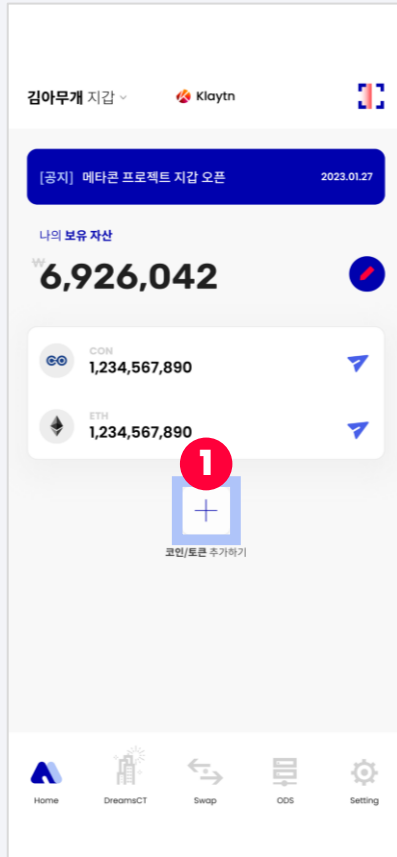 김아무개 지갑
Klaytn
[공지] 메타콘 프로젝트 지갑 오픈 2023.01.27
나의 보유 자산
₩6,926,042
CON
1,234,567,890
ETH
1,234,567,890
1
코인/토큰 추가하기
Home DreamsCT Swap ODS Setting